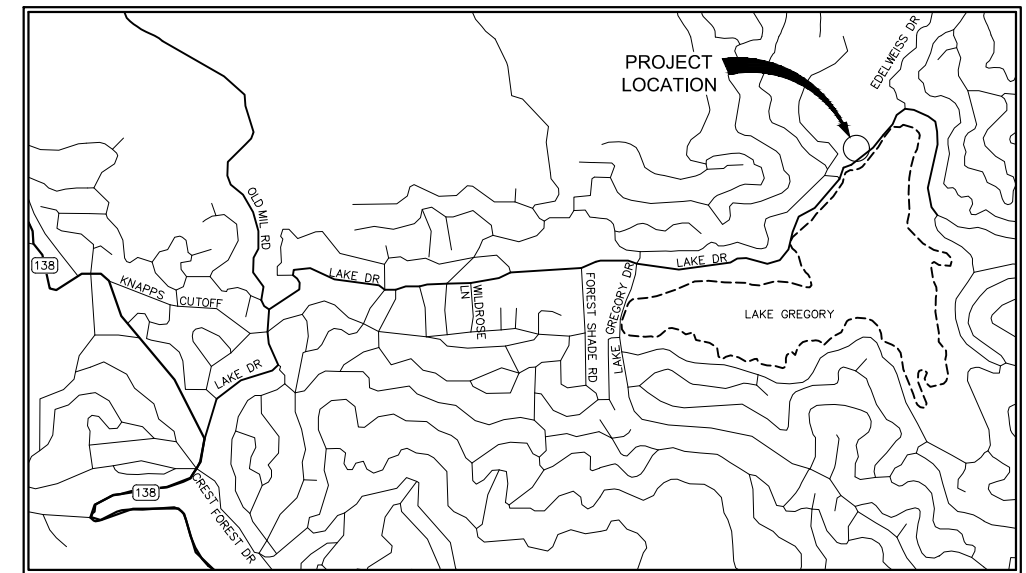 PROJECT
LOCATION
EDELWEISS DR
OLD MIL RD
138
KNAPPS
CUTOFF
LAKE DR
WILDROSE
LN
FOREST SHADE RD
LAKE GREGORY DR
LAKE DR
LAKE GREGORY
LAKE DR
138
CREST FOREST DR